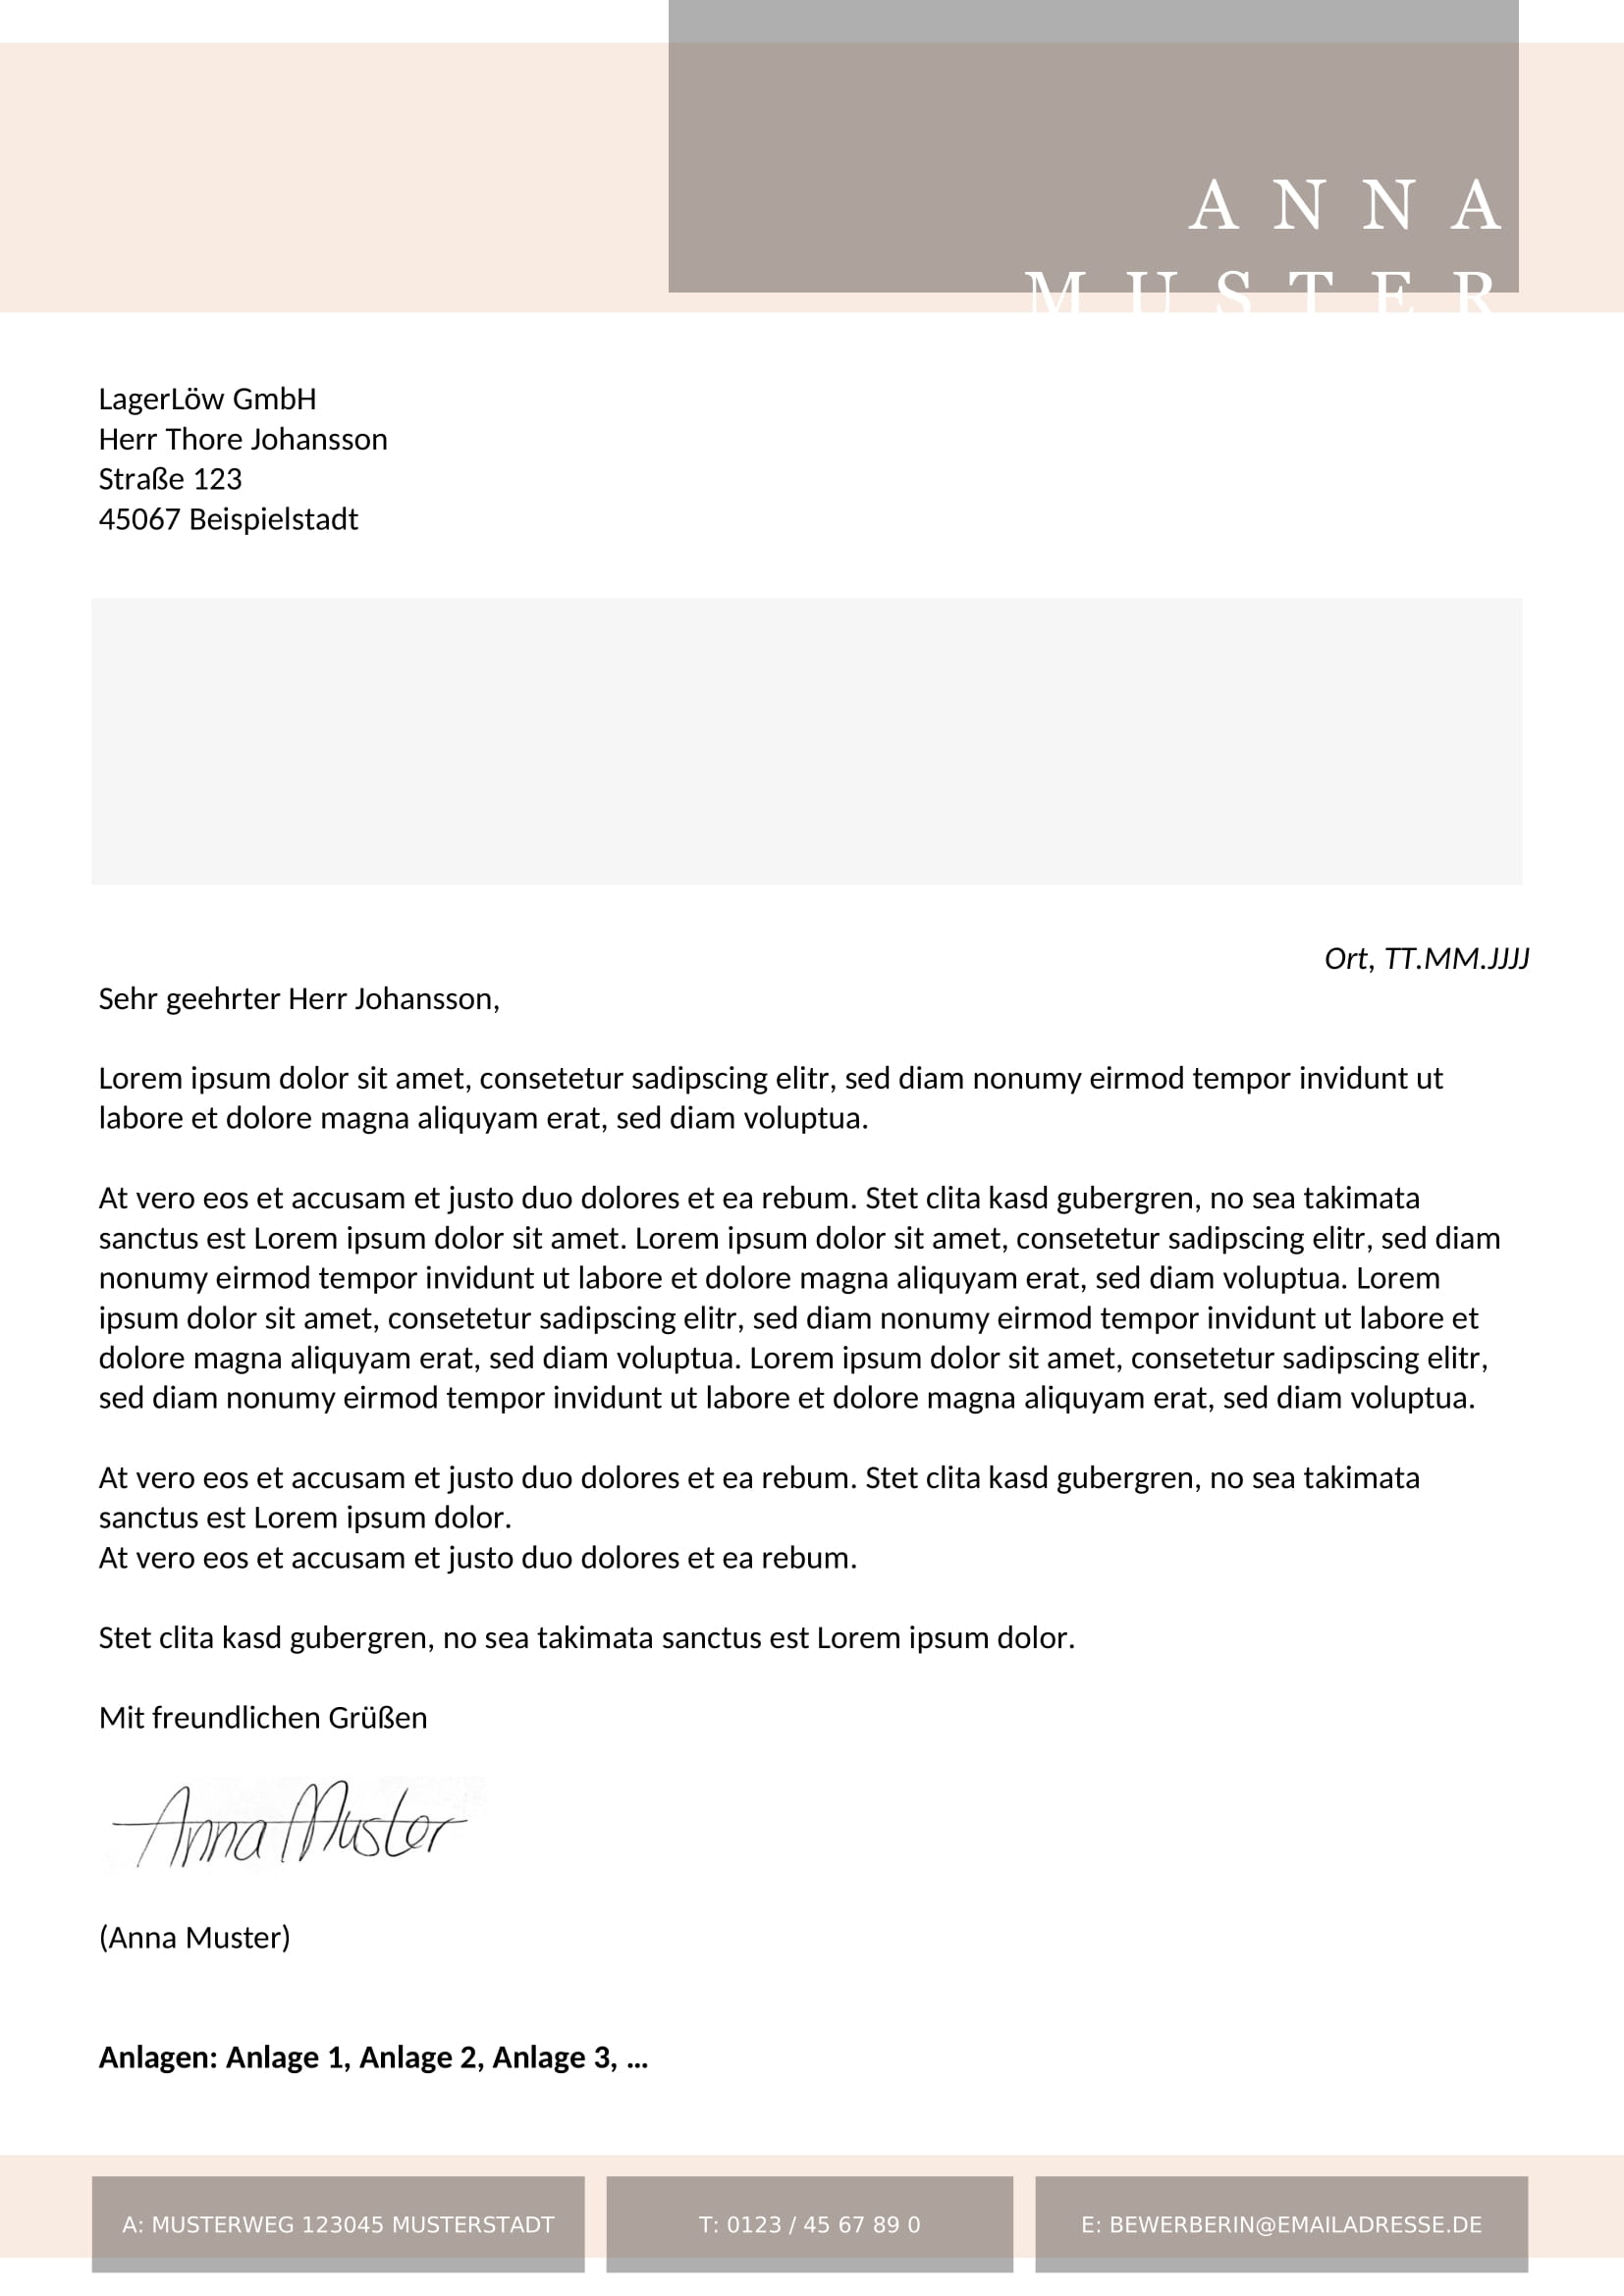 ANNA
MUSTER
LagerLöw GmbH
Herr Thore Johansson
Straße 123
45067 Beispielstadt
Ort, TT.MM.JJJJ
Sehr geehrter Herr Johansson,
Lorem ipsum dolor sit amet, consetetur sadipscing elitr, sed diam nonumy eirmod tempor invidunt ut
labore et dolore magna aliquyam erat, sed diam voluptua.
At vero eos et accusam et justo duo dolores et ea rebum. Stet clita kasd gubergren, no sea takimata
sanctus est Lorem ipsum dolor sit amet. Lorem ipsum dolor sit amet, consetetur sadipscing elitr, sed diam
nonumy eirmod tempor invidunt ut labore et dolore magna aliquyam erat, sed diam voluptua. Lorem
ipsum dolor sit amet, consetetur sadipscing elitr, sed diam nonumy eirmod tempor invidunt ut labore et
dolore magna aliquyam erat, sed diam voluptua. Lorem ipsum dolor sit amet, consetetur sadipscing elitr,
sed diam nonumy eirmod tempor invidunt ut labore et dolore magna aliquyam erat, sed diam voluptua.
At vero eos et accusam et justo duo dolores et ea rebum. Stet clita kasd gubergren, no sea takimata
sanctus est Lorem ipsum dolor.
At vero eos et accusam et justo duo dolores et ea rebum.
Stet clita kasd gubergren, no sea takimata sanctus est Lorem ipsum dolor.
Mit freundlichen Grüßen
Anna Muster
(Anna Muster)
Anlagen: Anlage 1, Anlage 2, Anlage 3, …
A: MUSTERWEG 123045 MUSTERSTADT
T: 0123 / 45 67 89 0
E: BEWERBERIN@EMAILADRESSE.DE